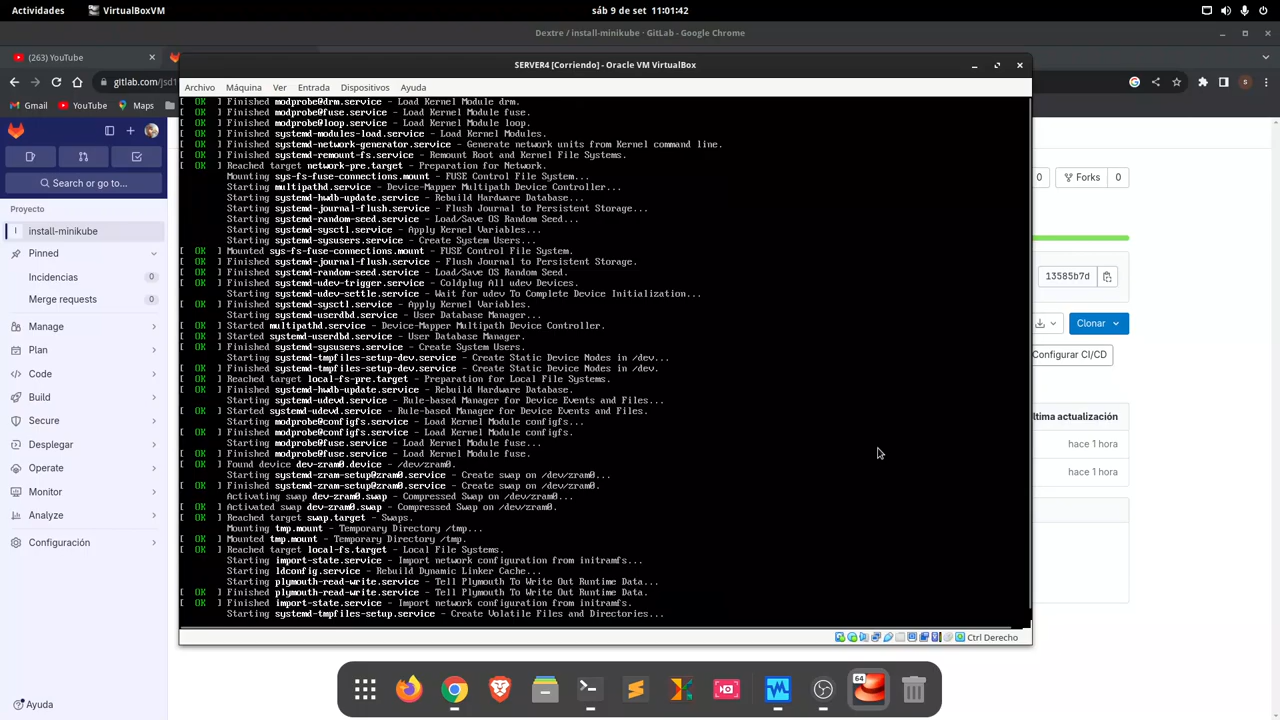 Actividades
VirtualBoxVM
sáb 9 de set 11:01:42
Dextre / install-minikube · GitLab - Google Chrome
(263) YouTube
SERVER4 [Corriendo] - Oracle VM VirtualBox
gitlab.com/jsd1
Archivo Máquina Ver Entrada Dispositivos Ayuda
Gmail YouTube Maps
[ OK ] Finished modprobe@drm.service - Load Kernel Module drm.
[ OK ] Finished modprobe@fuse.service - Load Kernel Module fuse.
[ OK ] Finished modprobe@loop.service - Load Kernel Module loop.
[ OK ] Finished systemd-modules-load.service - Load Kernel Modules.
[ OK ] Finished systemd-network-generator.service - Generate network units from Kernel command line.
[ OK ] Finished systemd-remount-fs.service - Remount Root and Kernel File Systems.
[ OK ] Reached target network-pre.target - Preparation for Network.
Mounting sys-fs-fuse-connections.mount - FUSE Control File System...
Starting multipathd.service - Device-Mapper Multipath Device Controller...
Starting systemd-hwdb-update.service - Rebuild Hardware Database...
Starting systemd-journal-flush.service - Flush Journal to Persistent Storage...
Starting systemd-random-seed.service - Load/Save OS Random Seed...
Starting systemd-sysctl.service - Apply Kernel Variables...
Starting systemd-sysusers.service - Create System Users...
[ OK ] Mounted sys-fs-fuse-connections.mount - FUSE Control File System.
[ OK ] Finished systemd-journal-flush.service - Flush Journal to Persistent Storage.
[ OK ] Finished systemd-random-seed.service - Load/Save OS Random Seed.
[ OK ] Finished systemd-udev-trigger.service - Coldplug All udev Devices.
Starting systemd-udev-settle.service - Wait for udev To Complete Device Initialization...
[ OK ] Finished systemd-sysctl.service - Apply Kernel Variables.
Starting systemd-userdbd.service - User Database Manager...
[ OK ] Started multipathd.service - Device-Mapper Multipath Device Controller.
[ OK ] Started systemd-userdbd.service - User Database Manager.
[ OK ] Finished systemd-sysusers.service - Create System Users.
Starting systemd-tmpfiles-setup-dev.service - Create Static Device Nodes in /dev...
[ OK ] Finished systemd-tmpfiles-setup-dev.service - Create Static Device Nodes in /dev.
[ OK ] Reached target local-fs-pre.target - Preparation for Local File Systems.
[ OK ] Finished systemd-hwdb-update.service - Rebuild Hardware Database.
Starting systemd-udevd.service - Rule-based Manager for Device Events and Files...
[ OK ] Started systemd-udevd.service - Rule-based Manager for Device Events and Files.
Starting modprobe@configfs.service - Load Kernel Module configfs...
[ OK ] Finished modprobe@configfs.service - Load Kernel Module configfs.
Starting modprobe@fuse.service - Load Kernel Module fuse...
[ OK ] Finished modprobe@fuse.service - Load Kernel Module fuse.
[ OK ] Found device dev-zram0.device - /dev/zram0.
Starting systemd-zram-setup@zram0.service - Create swap on /dev/zram0...
[ OK ] Finished systemd-zram-setup@zram0.service - Create swap on /dev/zram0.
Activating swap dev-zram0.swap - Compressed Swap on /dev/zram0...
[ OK ] Activated swap dev-zram0.swap - Compressed Swap on /dev/zram0.
[ OK ] Reached target swap.target - Swaps.
Mounting tmp.mount - Temporary Directory /tmp...
[ OK ] Mounted tmp.mount - Temporary Directory /tmp.
[ OK ] Reached target local-fs.target - Local File Systems.
Starting import-state.service - Import network configuration from initramfs...
Starting ldconfig.service - Rebuild Dynamic Linker Cache...
Starting plymouth-read-write.service - Tell Plymouth To Write Out Runtime Data...
[ OK ] Finished plymouth-read-write.service - Tell Plymouth To Write Out Runtime Data.
[ OK ] Finished import-state.service - Import network configuration from initramfs.
Starting systemd-tmpfiles-setup.service - Create Volatile Files and Directories...
Ctrl Derecho
Search or go to...
Proyecto
I install-minikube
Pinned
Incidencias 0
Merge requests 0
Manage
Plan
Code
Build
Secure
Desplegar
Operate
Monitor
Analyze
Configuración
Ayuda
0 Forks 0
13585b7d
Clonar
Configurar CI/CD
ltima actualización
hace 1 hora
hace 1 hora
64
S